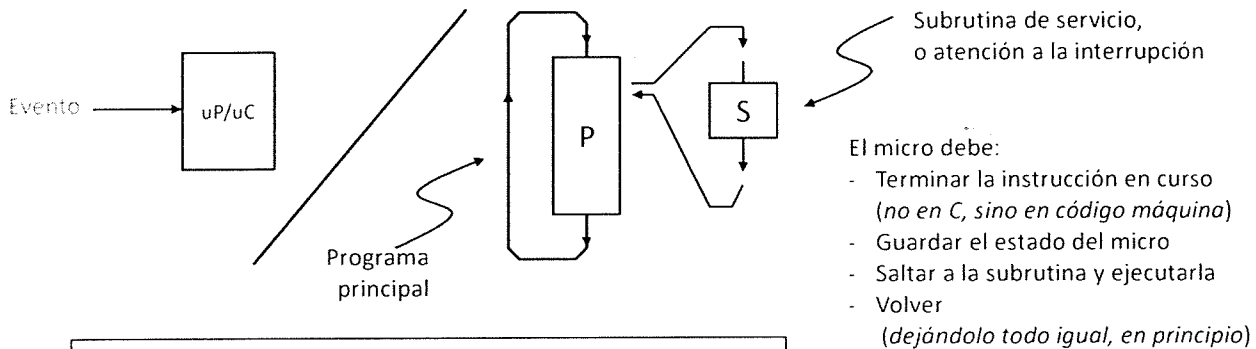 Evento
uP/uC
P
S
Programa
principal
Subrutina de servicio,
o atención a la interrupción
El micro debe:
- Terminar la instrucción en curso
(no en C, sino en código máquina)
- Guardar el estado del micro
- Saltar a la subrutina y ejecutarla
- Volver
(dejándolo todo igual, en principio)